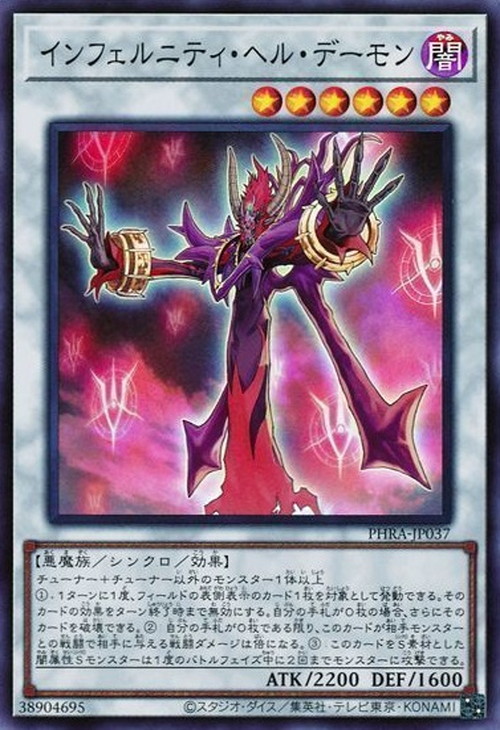 インフェルニティ・ヘル・デーモン
闇
PHRA-JP037
【悪魔族／シンクロ／効果】
チューナー＋チューナー以外のモンスター1体以上
①：1ターンに1度、フィールドの表側表示のカード1枚を対象として発動できる。その
カードの効果をターン終了時まで無効にする。自分の手札が0枚の場合、さらにその
カードを破壊できる。②：自分の手札が0枚である限り、このカードが相手モンスター
との戦闘で相手に与える戦闘ダメージは倍になる。③：このカードをS素材とした
闇属性Sモンスターは1度のバトルフェイズ中に2回までモンスターに攻撃できる。
ATK/2200 DEF/1600
38904695 ©スタジオ・ダイス／集英社・テレビ東京・KONAMI